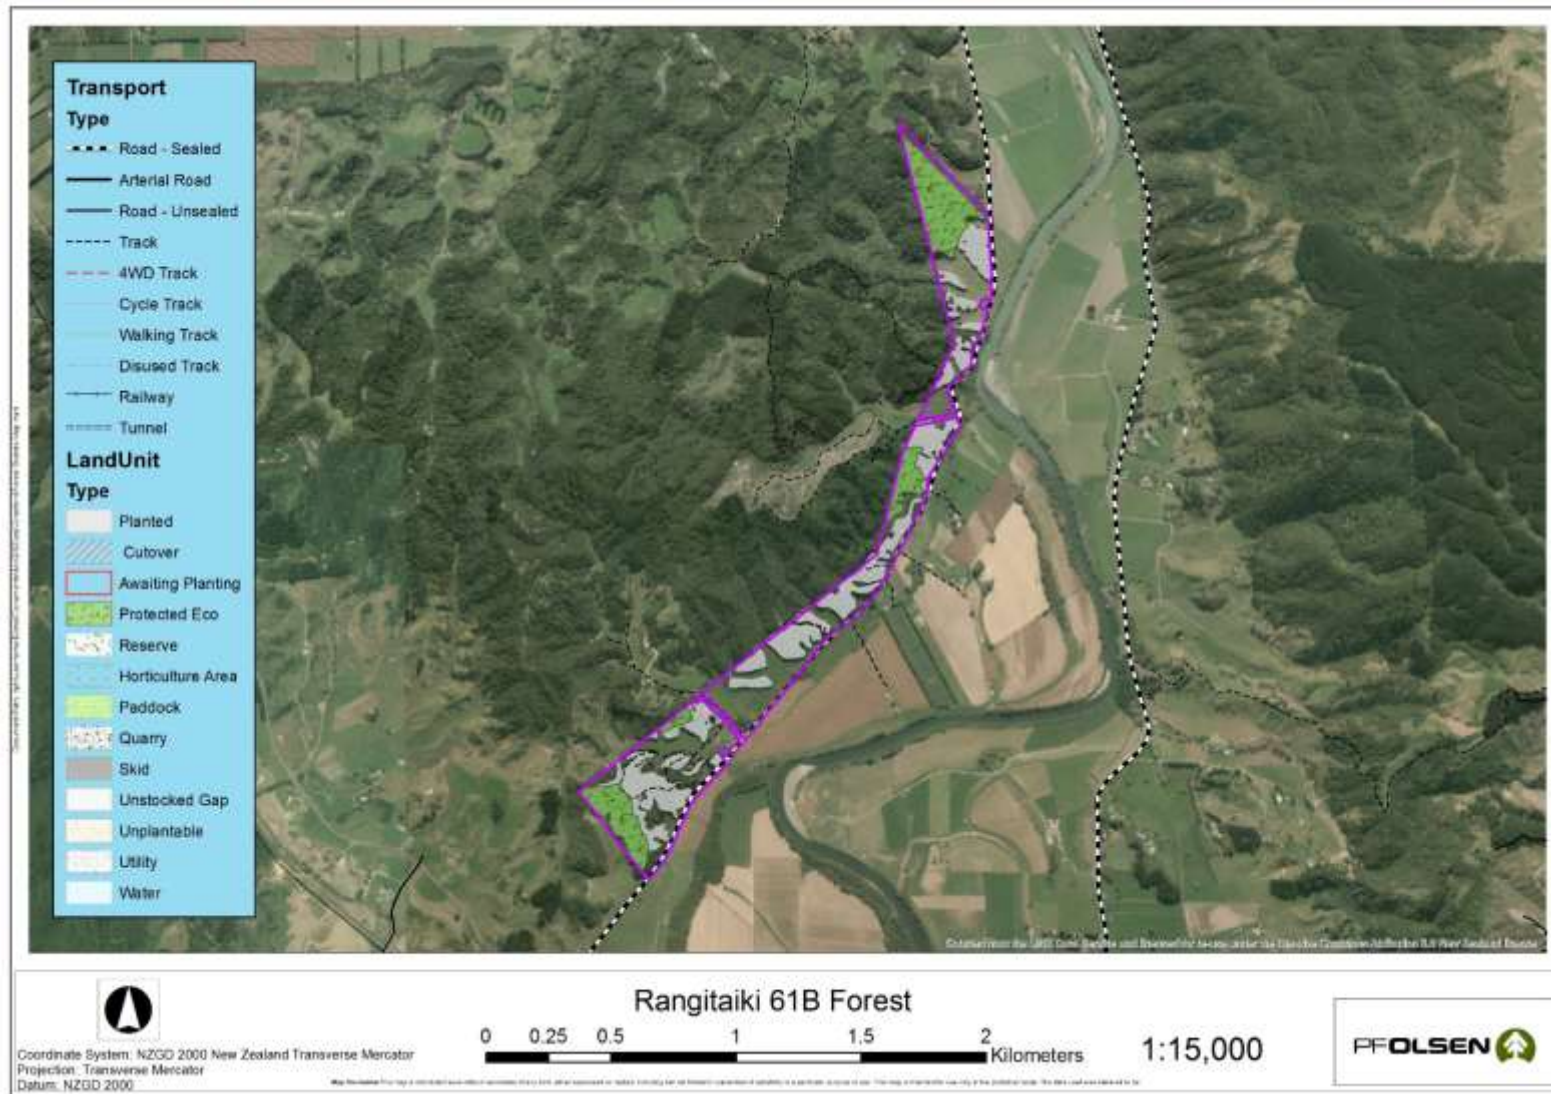 Transport
Type
Road - Sealed
Arterial Road
Road - Unsealed
Track
4WD Track
Cycle Track
Walking Track
Disused Track
Railway
Tunnel
LandUnit
Type
Planted
Cutover
Awaiting Planting
Protected Eco
Reserve
Horticulture Area
Paddock
Quarry
Skid
Unstocked Gap
Unplantable
Utility
Water
Rangitaiki 61B Forest
0 0.25 0.5 1 1.5 2
Kilometers
1:15,000
Coordinate System: NZGD 2000 New Zealand Transverse Mercator
Projection: Transverse Mercator
Datum: NZGD 2000
PF OLSEN